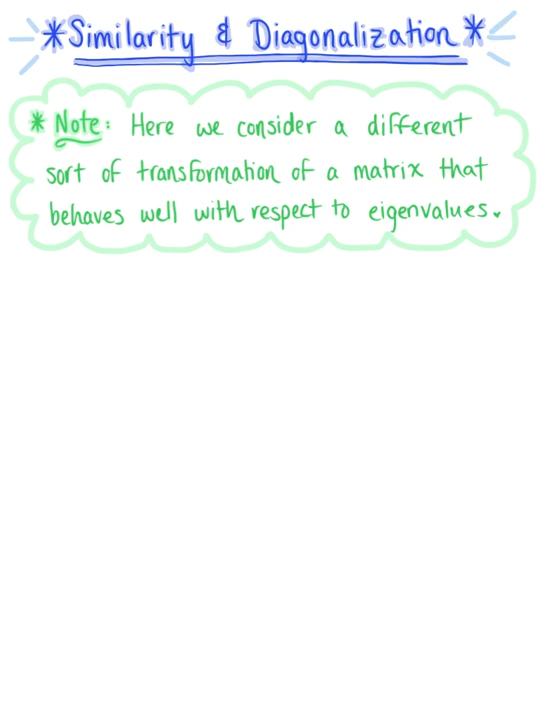 *Similarity & Diagonalization*
* Note: Here we consider a different
sort of transformation of a matrix that
behaves well with respect to eigenvalues.